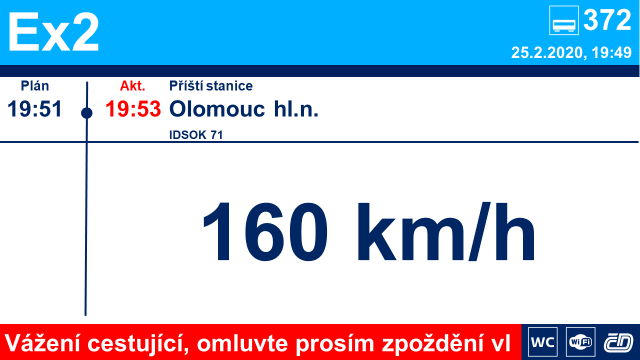 Ex2
372
25.2.2020, 19:49
Plán
Akt.
Příští stanice
19:51
19:53
Olomouc hl.n.
IDSOK 71
160 km/h
Vážení cestující, omluvte prosím zpoždění vl
WC
WiFi
ČD